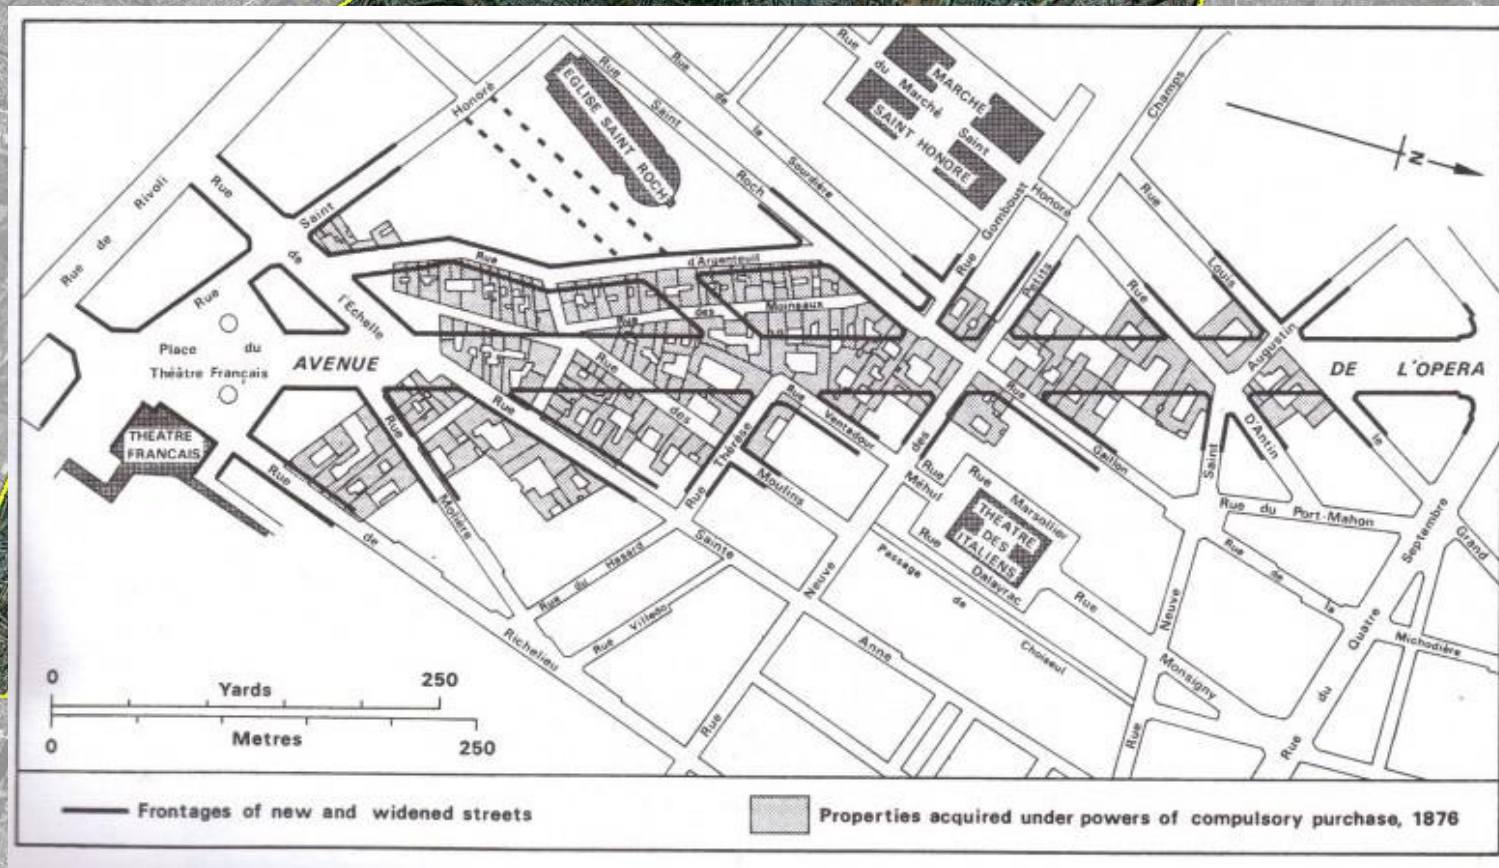 Rue de Rivoli
Rue de l'Echelle
Rue Saint Honoré
EGLISE SAINT ROCH
Rue Saint Roch
Rue de la Sourdière
Rue du Marché Saint Honoré
MARCHE
SAINT HONORE
Rue Gomboust
Champs
Petits
Rue
Louis
N
Rue d'Argenteuil
Rue des Moineaux
Rue
Place du
Théâtre Français
AVENUE
DE L'OPERA
THEATRE
FRANCAIS
Rue de Richelieu
Rue Molière
Rue des Moulins
Rue Thérèse
Rue Ventadour
Rue Sainte Anne
Rue du Hasard
Rue Villedo
Rue Neuve des
Rue Méhul
Rue Marsollier
THEATRE
DES
ITALIENS
Rue Dalayrac
Rue Monsigny
Passage de Choiseul
Rue Gaillon
Rue
Augustin
le
D'Antin
Rue Neuve Saint
Rue du Port-Mahon
Rue de la
Michodière
Rue du Quatre Septembre
Grand
0 250
Yards
Metres
0 250
Frontages of new and widened streets
Properties acquired under powers of compulsory purchase, 1876